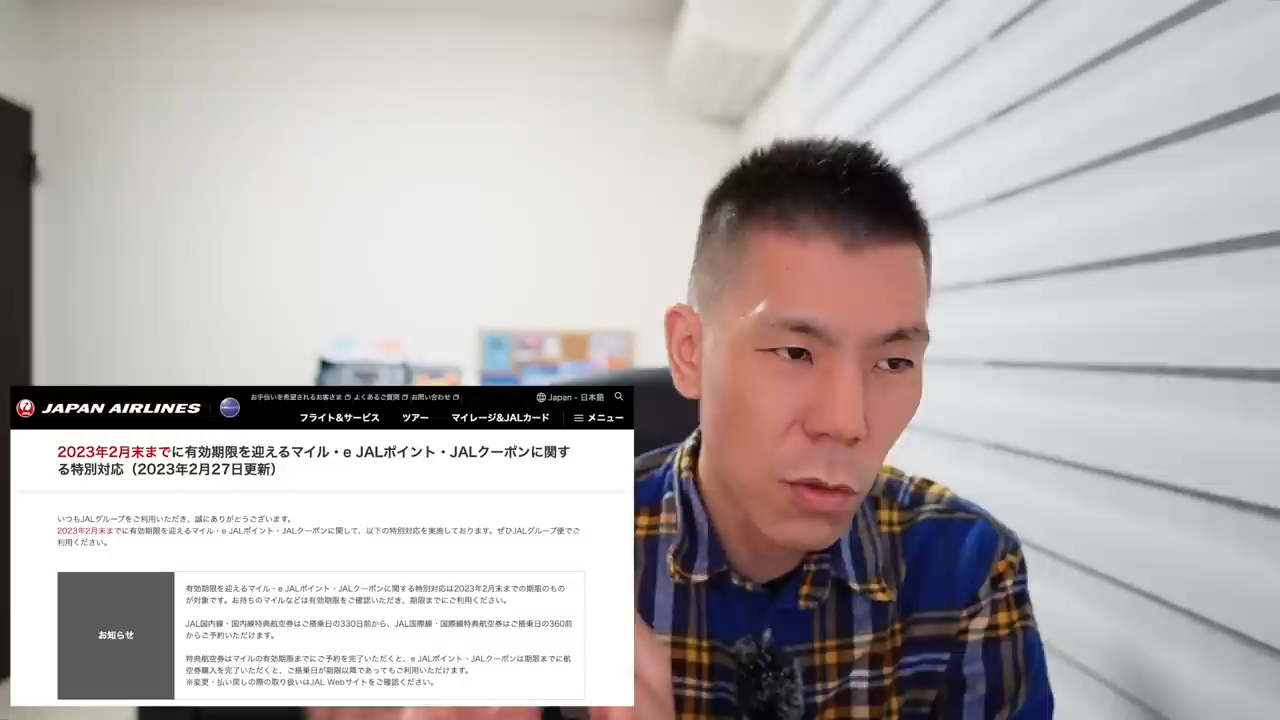 JAPAN AIRLINES
お手伝いを希望されるお客さま よくあるご質問 お問い合わせ
Japan - 日本語
フライト&サービス ツアー マイレージ&JALカード メニュー
2023年2月末までに有効期限を迎えるマイル・e JALポイント・JALクーポンに関す
る特別対応（2023年2月27日更新）
いつもJALグループをご利用いただき、誠にありがとうございます。
2023年2月末までに有効期限を迎えるマイル・e JALポイント・JALクーポンに関して、以下の特別対応を実施しております。ぜひJALグループ便でご
利用ください。
お知らせ
有効期限を迎えるマイル・e JALポイント・JALクーポンに関する特別対応は2023年2月末までの期限のもの
が対象です。お持ちのマイルなどは有効期限をご確認いただき、期限までにご利用ください。
JAL国内線・国内線特典航空券はご搭乗日の330日前から、JAL国際線・国際線特典航空券はご搭乗日の360前
からご予約いただけます。
特典航空券はマイルの有効期限までにご予約を完了いただくと、e JALポイント・JALクーポンは期限までに航
空券購入を完了いただくと、ご搭乗日が期限以降であってもご利用いただけます。
※変更・払い戻しの際の取り扱いはJAL Webサイトをご確認ください。